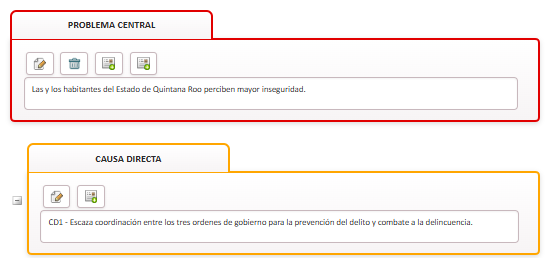 PROBLEMA CENTRAL
Las y los habitantes del Estado de Quintana Roo perciben mayor inseguridad.
CAUSA DIRECTA
CD1 - Escaza coordinación entre los tres ordenes de gobierno para la prevención del delito y combate a la delincuencia.